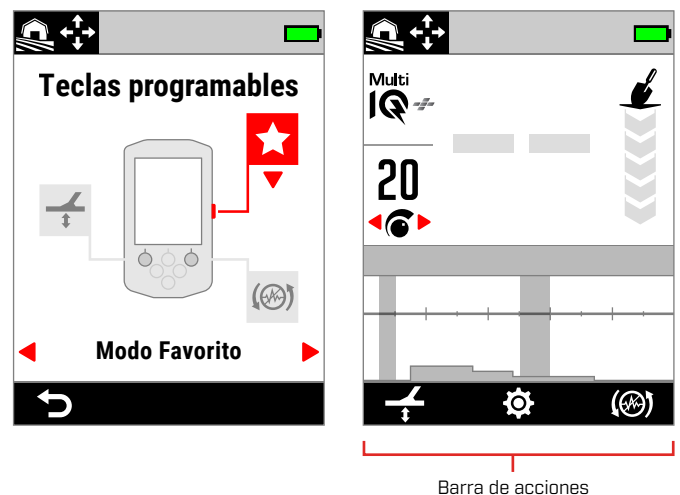 Teclas programables
Modo Favorito
Multi
IQ
20
Barra de acciones